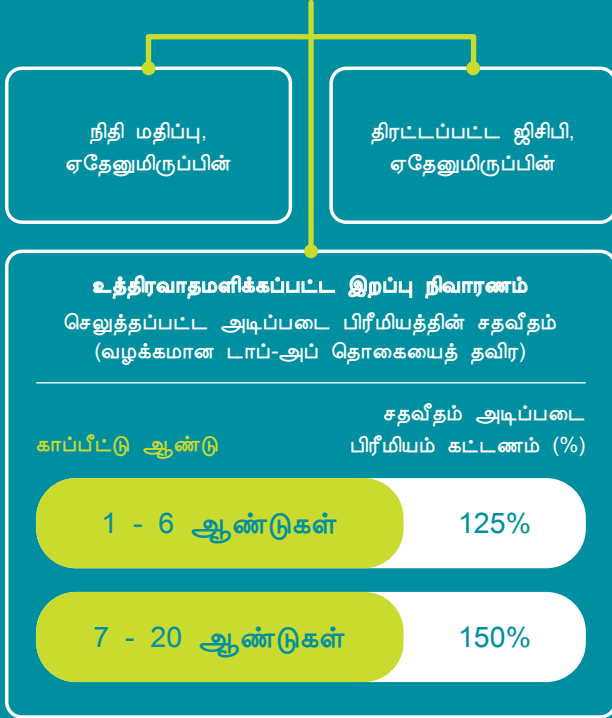 நிதி மதிப்பு,
ஏதேனுமிருப்பின்
திரட்டப்பட்ட ஜிசிபி,
ஏதேனுமிருப்பின்
உத்திரவாதமளிக்கப்பட்ட இறப்பு நிவாரணம்
செலுத்தப்பட்ட அடிப்படை பிரீமியத்தின் சதவீதம்
(வழக்கமான டாப்-அப் தொகையைத் தவிர)
காப்பீட்டு ஆண்டு
சதவீதம் அடிப்படை
பிரீமியம் கட்டணம் (%)
1 - 6 ஆண்டுகள் 125%
7 - 20 ஆண்டுகள் 150%